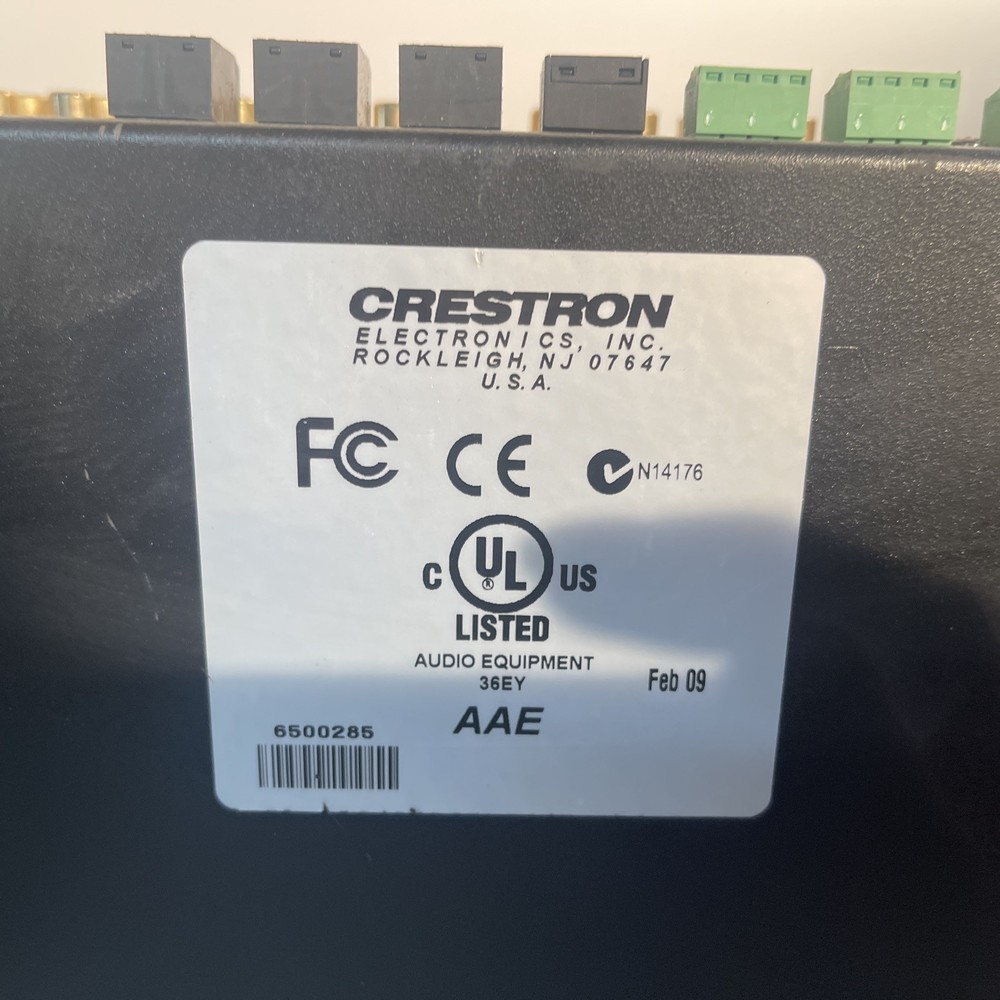 CRESTRON
ELECTRONICS, INC.
ROCKLEIGH, NJ 07647
U.S.A.
FC CE N14176
C UL® US
LISTED
AUDIO EQUIPMENT
36EY
Feb 09
AAE
6500285